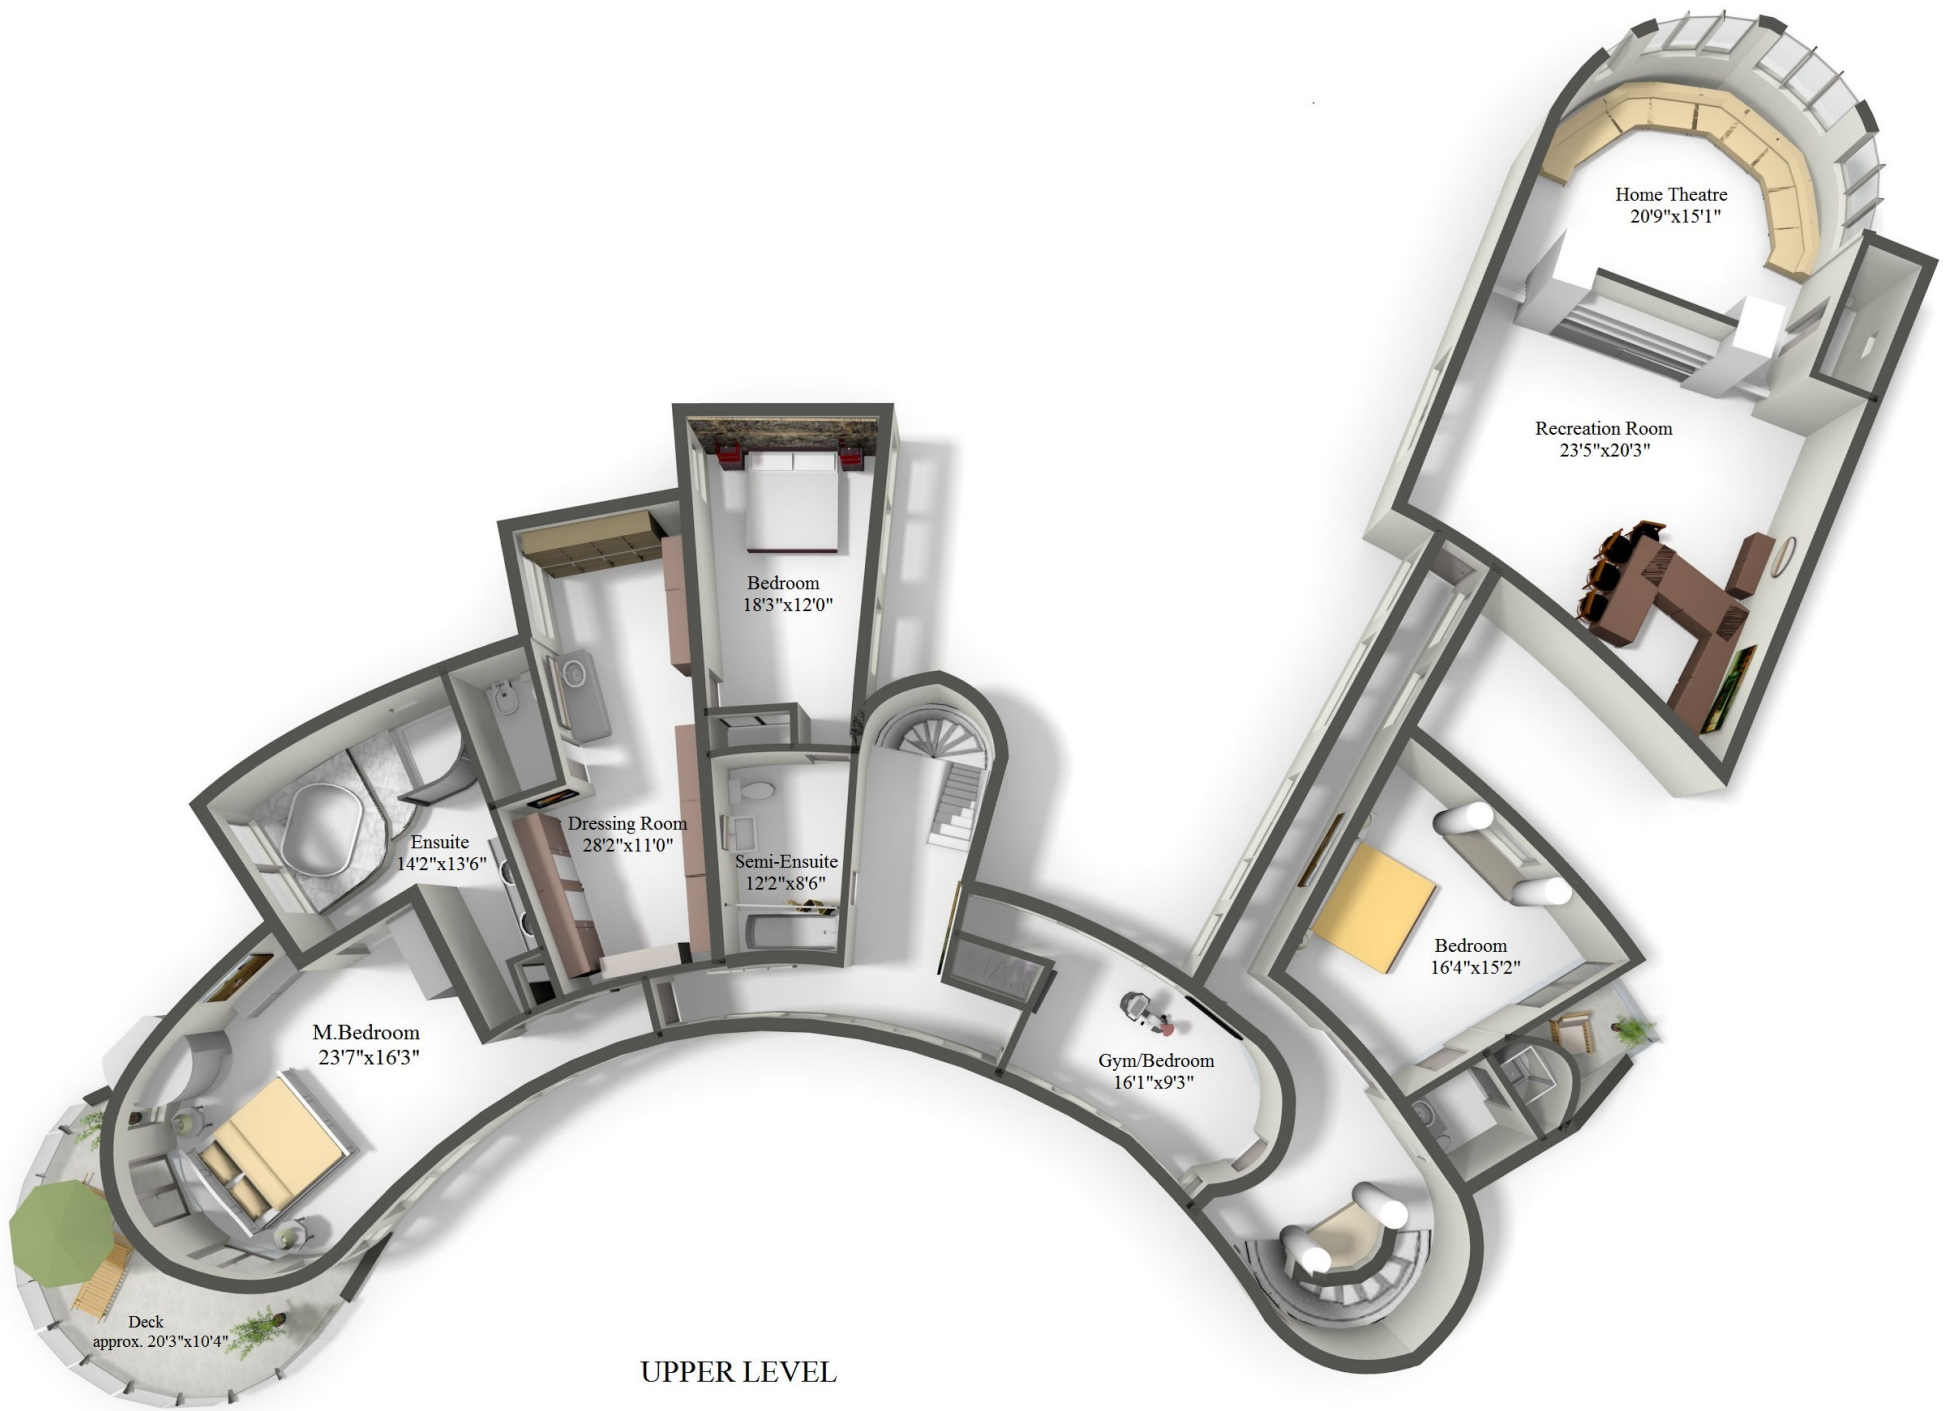 Home Theatre
20'9"x15'1"
Recreation Room
23'5"x20'3"
Bedroom
18'3"x12'0"
Dressing Room
28'2"x11'0"
Ensuite
14'2"x13'6"
Semi-Ensuite
12'2"x8'6"
Bedroom
16'4"x15'2"
M.Bedroom
23'7"x16'3"
Gym/Bedroom
16'1"x9'3"
Deck
approx. 20'3"x10'4"
UPPER LEVEL